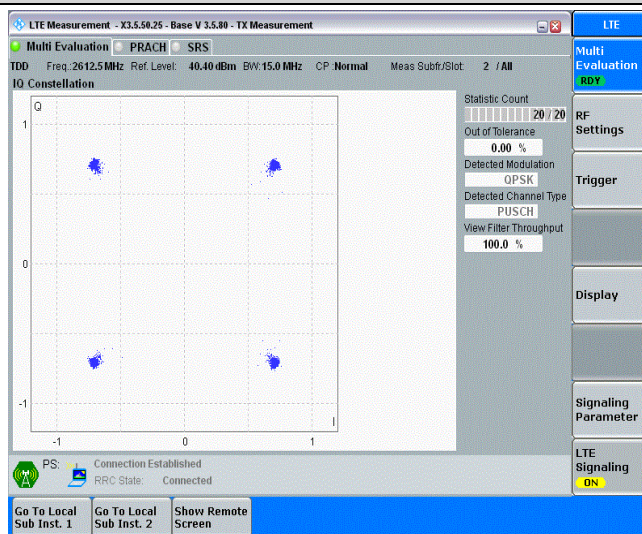 LTE Measurement - X3.5.50.25 - Base V 3.5.80 - TX Measurement
LTE
Multi Evaluation PRACH SRS
TDD Freq.:2612.5 MHz Ref. Level: 40.40 dBm BW:15.0 MHz CP :Normal Meas Subfr./Slot: 2 / All
IQ Constellation
Q
1
0
-1
-1 0 1
I
Statistic Count
20 / 20
Out of Tolerance
0.00 %
Detected Modulation
QPSK
Detected Channel Type
PUSCH
View Filter Throughput
100.0 %
Multi
Evaluation
RDY
RF
Settings
Trigger
Display
Signaling
Parameter
LTE
Signaling
ON
PS: Connection Established
RRC State: Connected
Go To Local
Sub Inst. 1
Go To Local
Sub Inst. 2
Show Remote
Screen